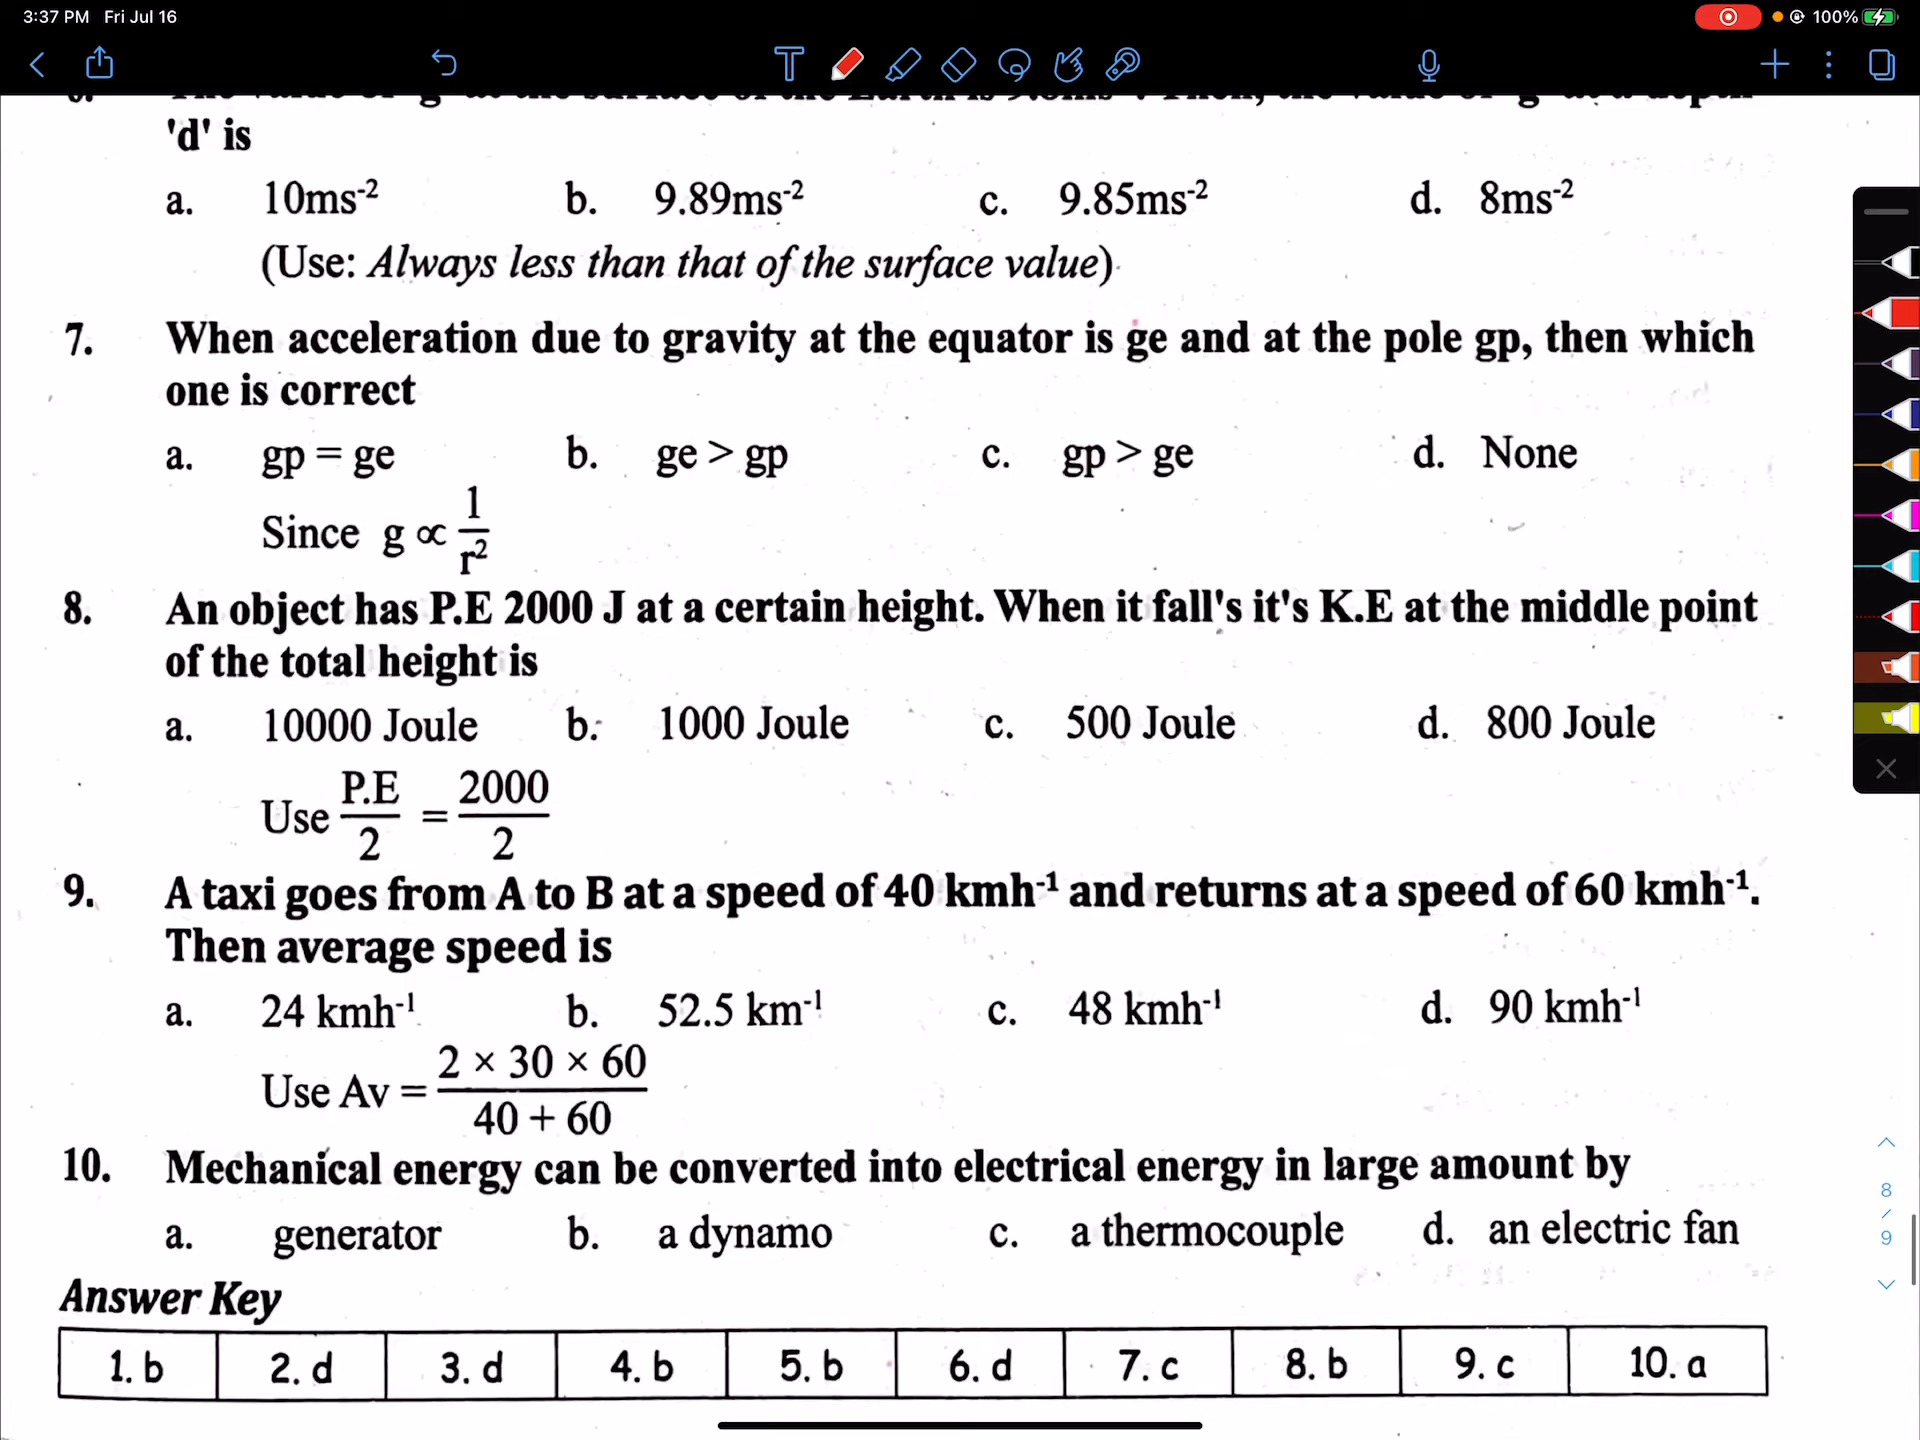 3:37 PM Fri Jul 16
100%
'd' is
a. 10ms⁻² b. 9.89ms⁻² c. 9.85ms⁻² d. 8ms⁻²
(Use: Always less than that of the surface value)
7. When acceleration due to gravity at the equator is ge and at the pole gp, then which
one is correct
a. gp = ge b. ge > gp c. gp > ge d. None
Since g ∝ 1/r²
8. An object has P.E 2000 J at a certain height. When it fall's it's K.E at the middle point
of the total height is
a. 10000 Joule b. 1000 Joule c. 500 Joule d. 800 Joule
Use P.E/2 = 2000/2
9. A taxi goes from A to B at a speed of 40 kmh⁻¹ and returns at a speed of 60 kmh⁻¹.
Then average speed is
a. 24 kmh⁻¹ b. 52.5 km⁻¹ c. 48 kmh⁻¹ d. 90 kmh⁻¹
Use Av = 2 × 30 × 60 / 40 + 60
10. Mechanical energy can be converted into electrical energy in large amount by
a. generator b. a dynamo c. a thermocouple d. an electric fan
8 / 9
Answer Key
1. b 2. d 3. d 4. b 5. b 6. d 7. c 8. b 9. c 10. a